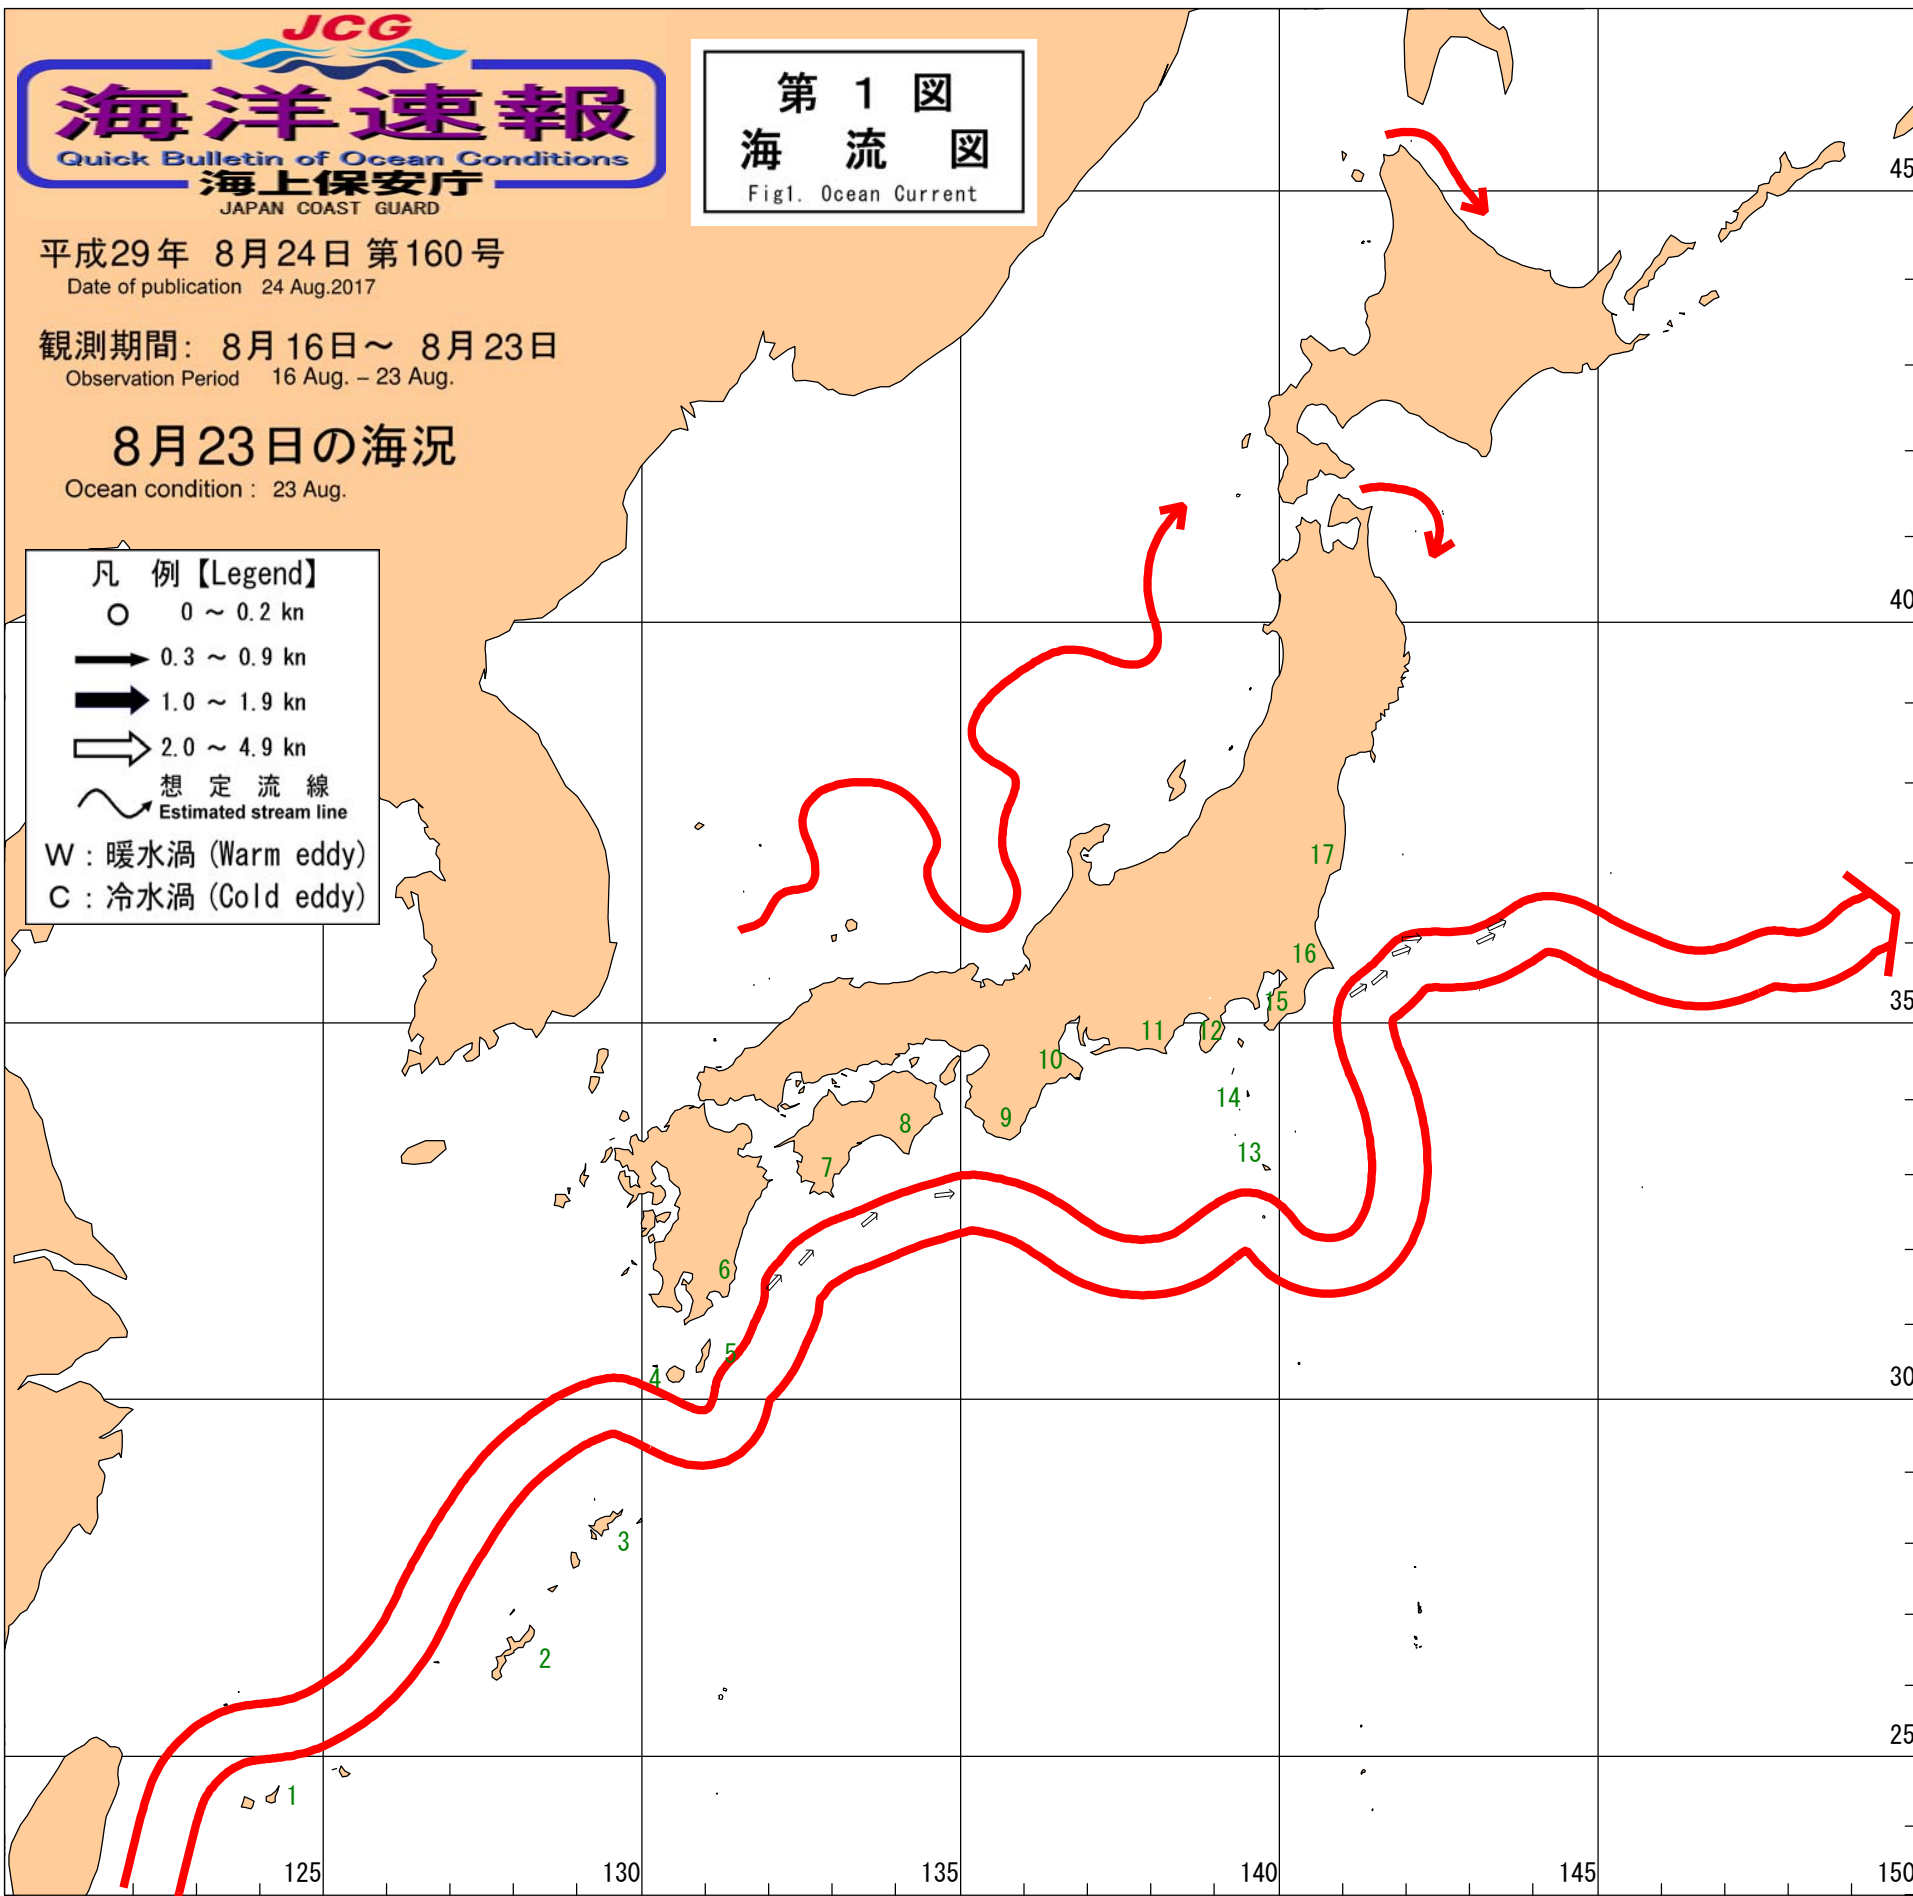 JCG
海洋速報
Quick Bulletin of Ocean Conditions
海上保安庁
JAPAN COAST GUARD
平成29年 8月24日 第160号
Date of publication 24 Aug.2017
観測期間: 8月16日～ 8月23日
Observation Period 16 Aug. – 23 Aug.
8月23日の海況
Ocean condition : 23 Aug.
第 1 図
海 流 図
Fig1. Ocean Current
凡 例【Legend】
0 ～ 0.2 kn
0.3 ～ 0.9 kn
1.0 ～ 1.9 kn
2.0 ～ 4.9 kn
想 定 流 線
Estimated stream line
W : 暖水渦 (Warm eddy)
C : 冷水渦 (Cold eddy)
45
40
17
16
35
15
11
12
10
14
8
9
13
7
6
5
4
30
3
2
25
1
125
130
135
140
145
150